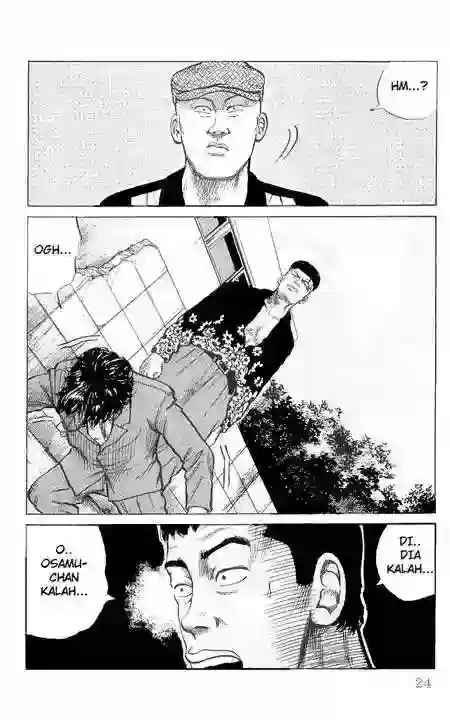 HM...?
OGH...
DI..
DIA
KALAH...
O..
OSAMU-
CHAN
KALAH...
24